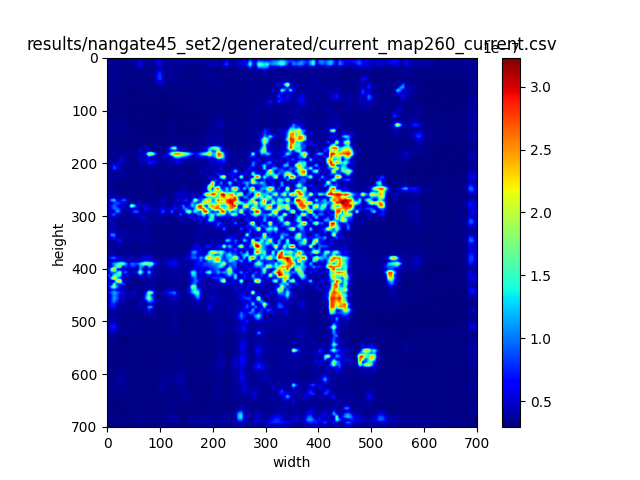 results/nangate45_set2/generated/current_map260_current.csv
1e−7
0
100
200
300
400
500
600
700
height
0 100 200 300 400 500 600 700
width
3.0
2.5
2.0
1.5
1.0
0.5